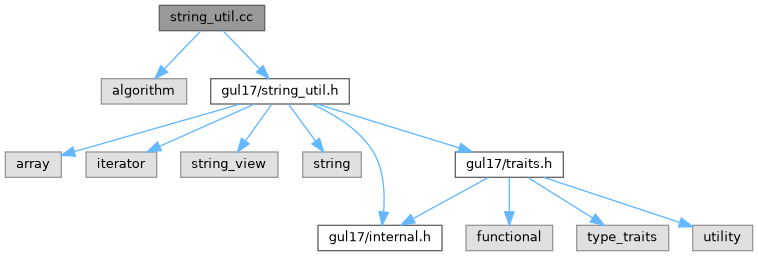 string_util.cc
algorithm
gul17/string_util.h
array
iterator
string_view
string
gul17/traits.h
gul17/internal.h
functional
type_traits
utility